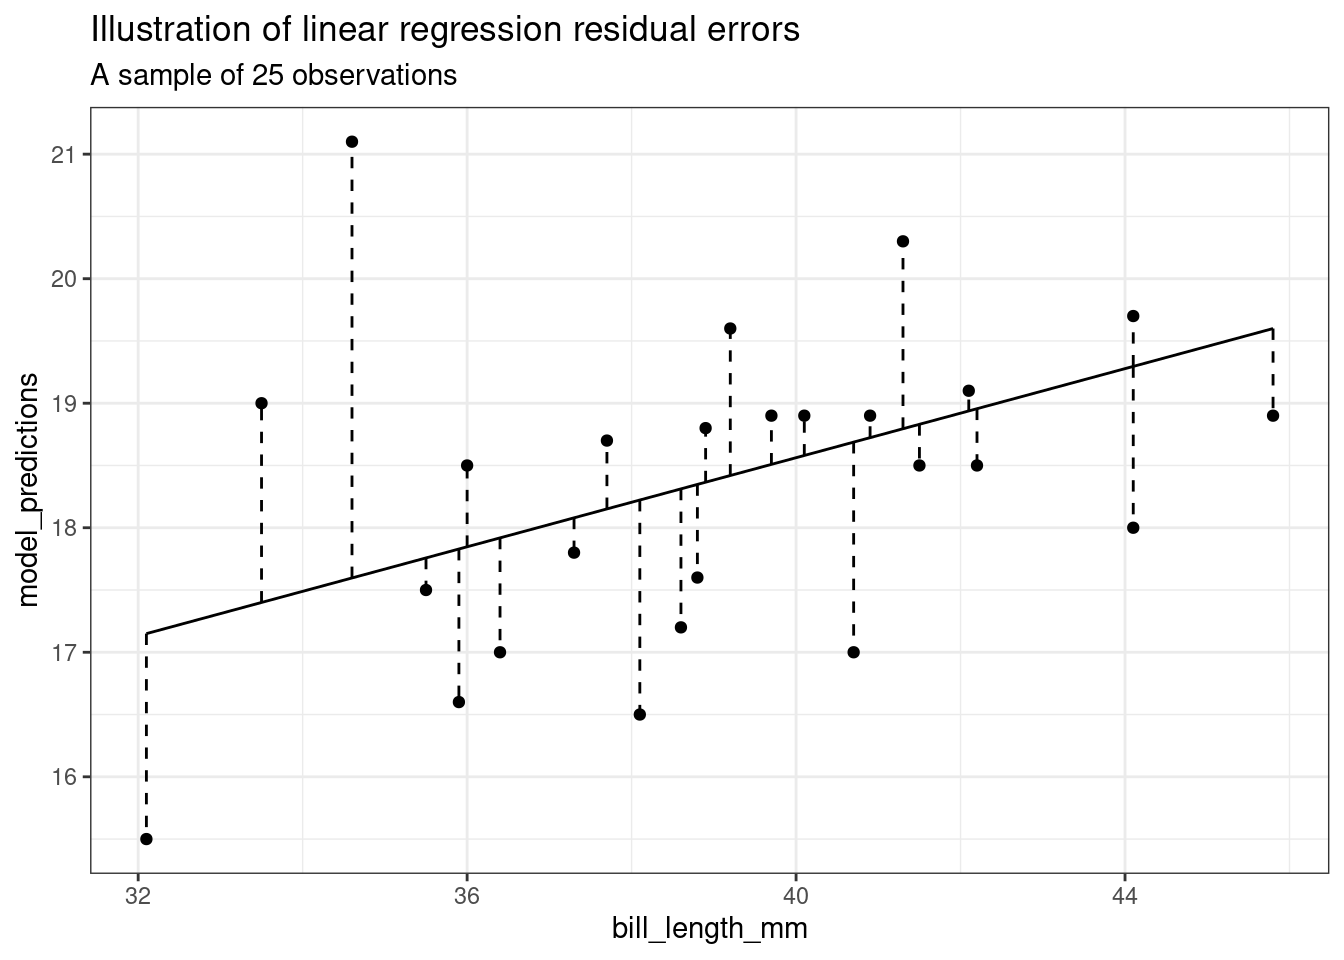 Illustration of linear regression residual errors
A sample of 25 observations
21
20
19
18
17
16
model_predictions
32 36 40 44
bill_length_mm